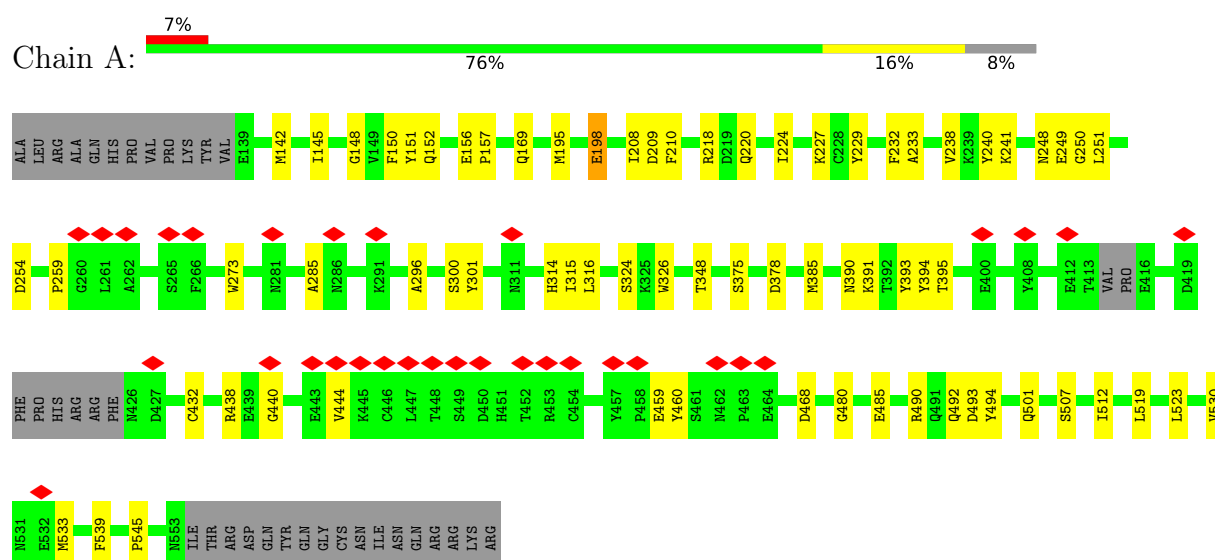 7%
Chain A:
76% 16% 8%
ALA LEU ARG ALA GLN HIS PRO VAL PRO LYS TYR VAL E139 M142 I145 G148 V149 F150 Y151 Q152 E156 P157 Q169 M195 E198 I208 D209 F210 R218 D219 Q220 I224 K227 C228 Y229 F232 A233 V238 K239 Y240 K241 N248 E249 G250 L251
D254 P259 G260 L261 A262 S265 F266 W273 N281 A285 N286 K291 A296 S300 Y301 N311 H314 I315 L316 S324 K325 W326 T348 S375 D378 M385 N390 K391 T392 Y393 Y394 T395 E400 Y408 E412 T413 VAL PRO E416 D419
PHE PRO HIS ARG ARG PHE N426 D427 C432 R438 E439 G440 E443 V444 K445 C446 L447 T448 S449 D450 H451 T452 R453 C454 Y457 P458 E459 Y460 S461 N462 P463 E464 D468 G480 E485 R490 Q491 Q492 D493 Y494 Q501 S507 I512 L519 L523 V530
N531 E532 M533 F539 P545 N553 ILE THR ARG ASP GLN TYR GLN GLY CYS ASN ILE ASN GLN ARG ARG LYS ARG